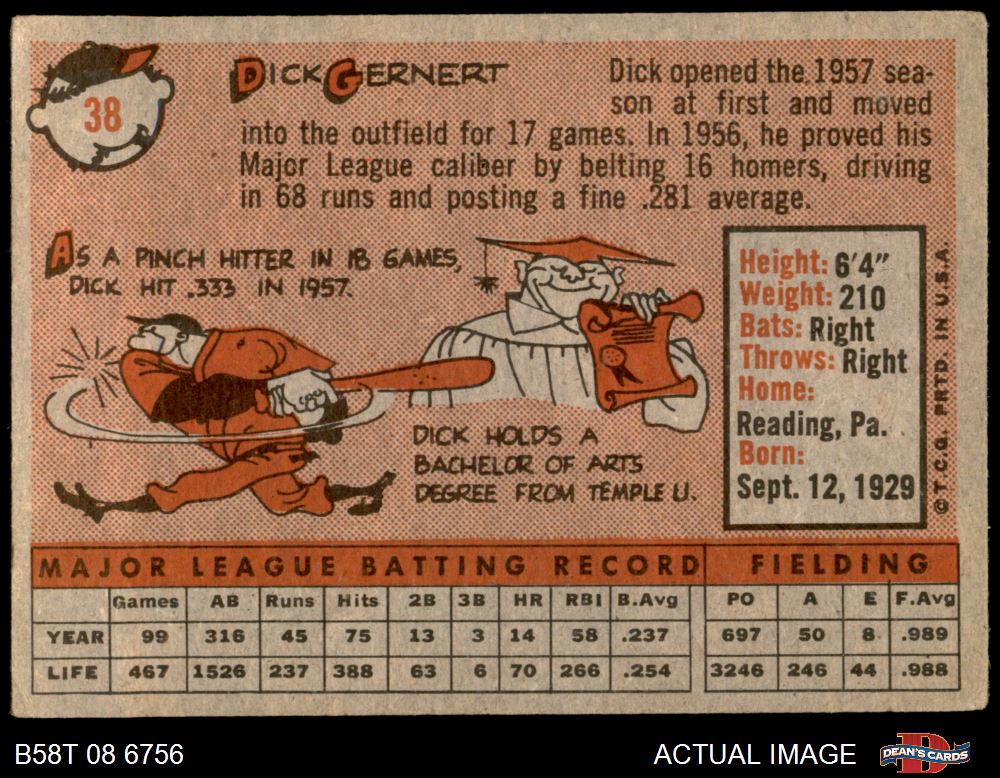 38
DICK GERNERT
Dick opened the 1957 sea-
son at first and moved
into the outfield for 17 games. In 1956, he proved his
Major League caliber by belting 16 homers, driving
in 68 runs and posting a fine .281 average.
AS A PINCH HITTER IN 18 GAMES,
DICK HIT .333 IN 1957.
DICK HOLDS A
BACHELOR OF ARTS
DEGREE FROM TEMPLE U.
Height: 6'4"
Weight: 210
Bats: Right
Throws: Right
Home:
Reading, Pa.
Born:
Sept. 12, 1929
© T.C.G. PRTD. IN U.S.A.
MAJOR LEAGUE BATTING RECORD FIELDING
Games AB Runs Hits 2B 3B HR RBI B.Avg PO A E F.Avg
YEAR 99 316 45 75 13 3 14 58 .237 697 50 8 .989
LIFE 467 1526 237 388 63 6 70 266 .254 3246 246 44 .988
B58T 08 6756
ACTUAL IMAGE
DEAN'S CARDS